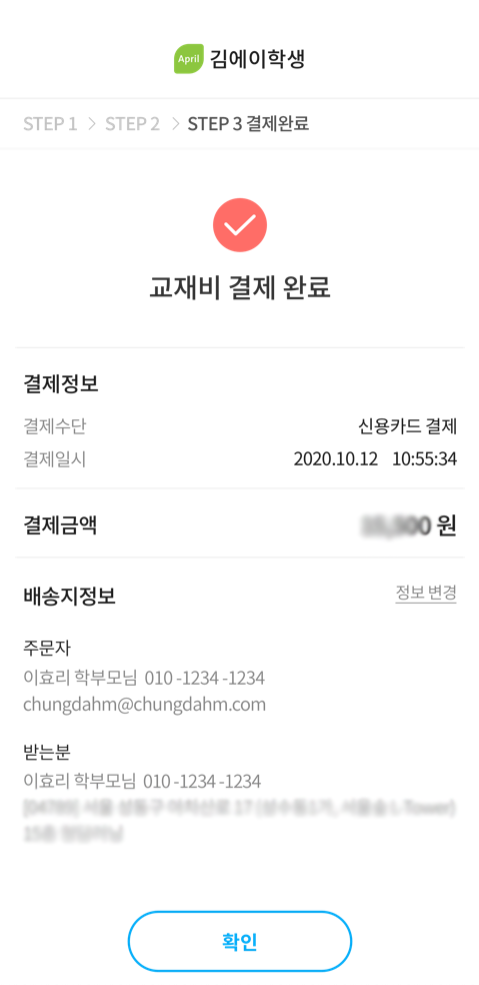 April 김에이학생
STEP 1 > STEP 2 > STEP 3 결제완료
교재비 결제 완료
결제정보
결제수단 신용카드 결제
결제일시 2020.10.12 10:55:34
결제금액 원
배송지정보 정보 변경
주문자
이효리 학부모님 010 -1234 -1234
chungdahm@chungdahm.com
받는분
이효리 학부모님 010 -1234 -1234
확인